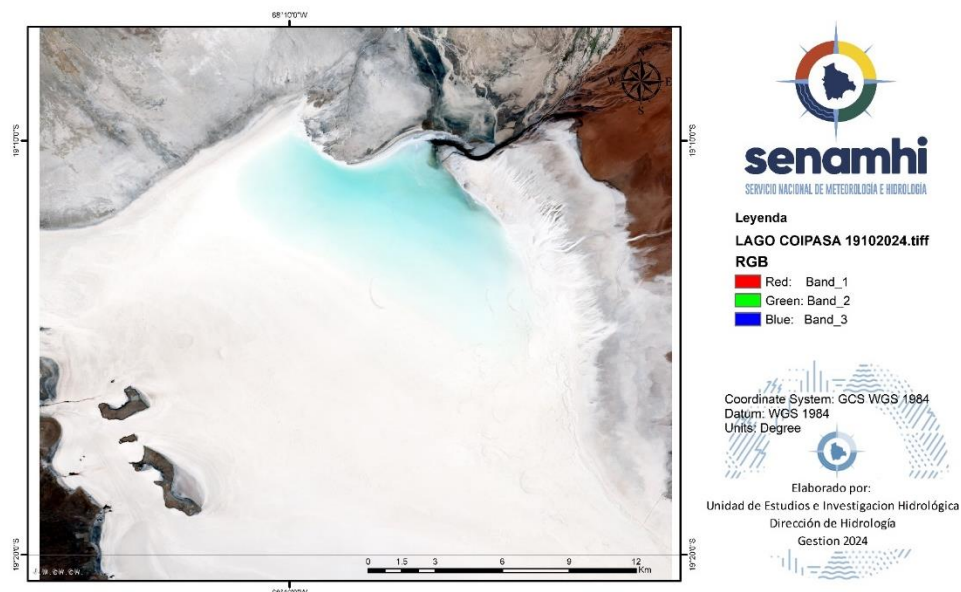 68°10'0"W
N
W E
S
19°10'0"S
19°10'0"S
19°20'0"S
19°20'0"S
0 1.5 3 6 9 12
Km
senamhi
SERVICIO NACIONAL DE METEOROLOGÍA E HIDROLOGÍA
Leyenda
LAGO COIPASA 19102024.tiff
RGB
Red: Band_1
Green: Band_2
Blue: Band_3
Coordinate System: GCS WGS 1984
Datum: WGS 1984
Units: Degree
Elaborado por:
Unidad de Estudios e Investigacion Hidrológica
Dirección de Hidrología
Gestion 2024